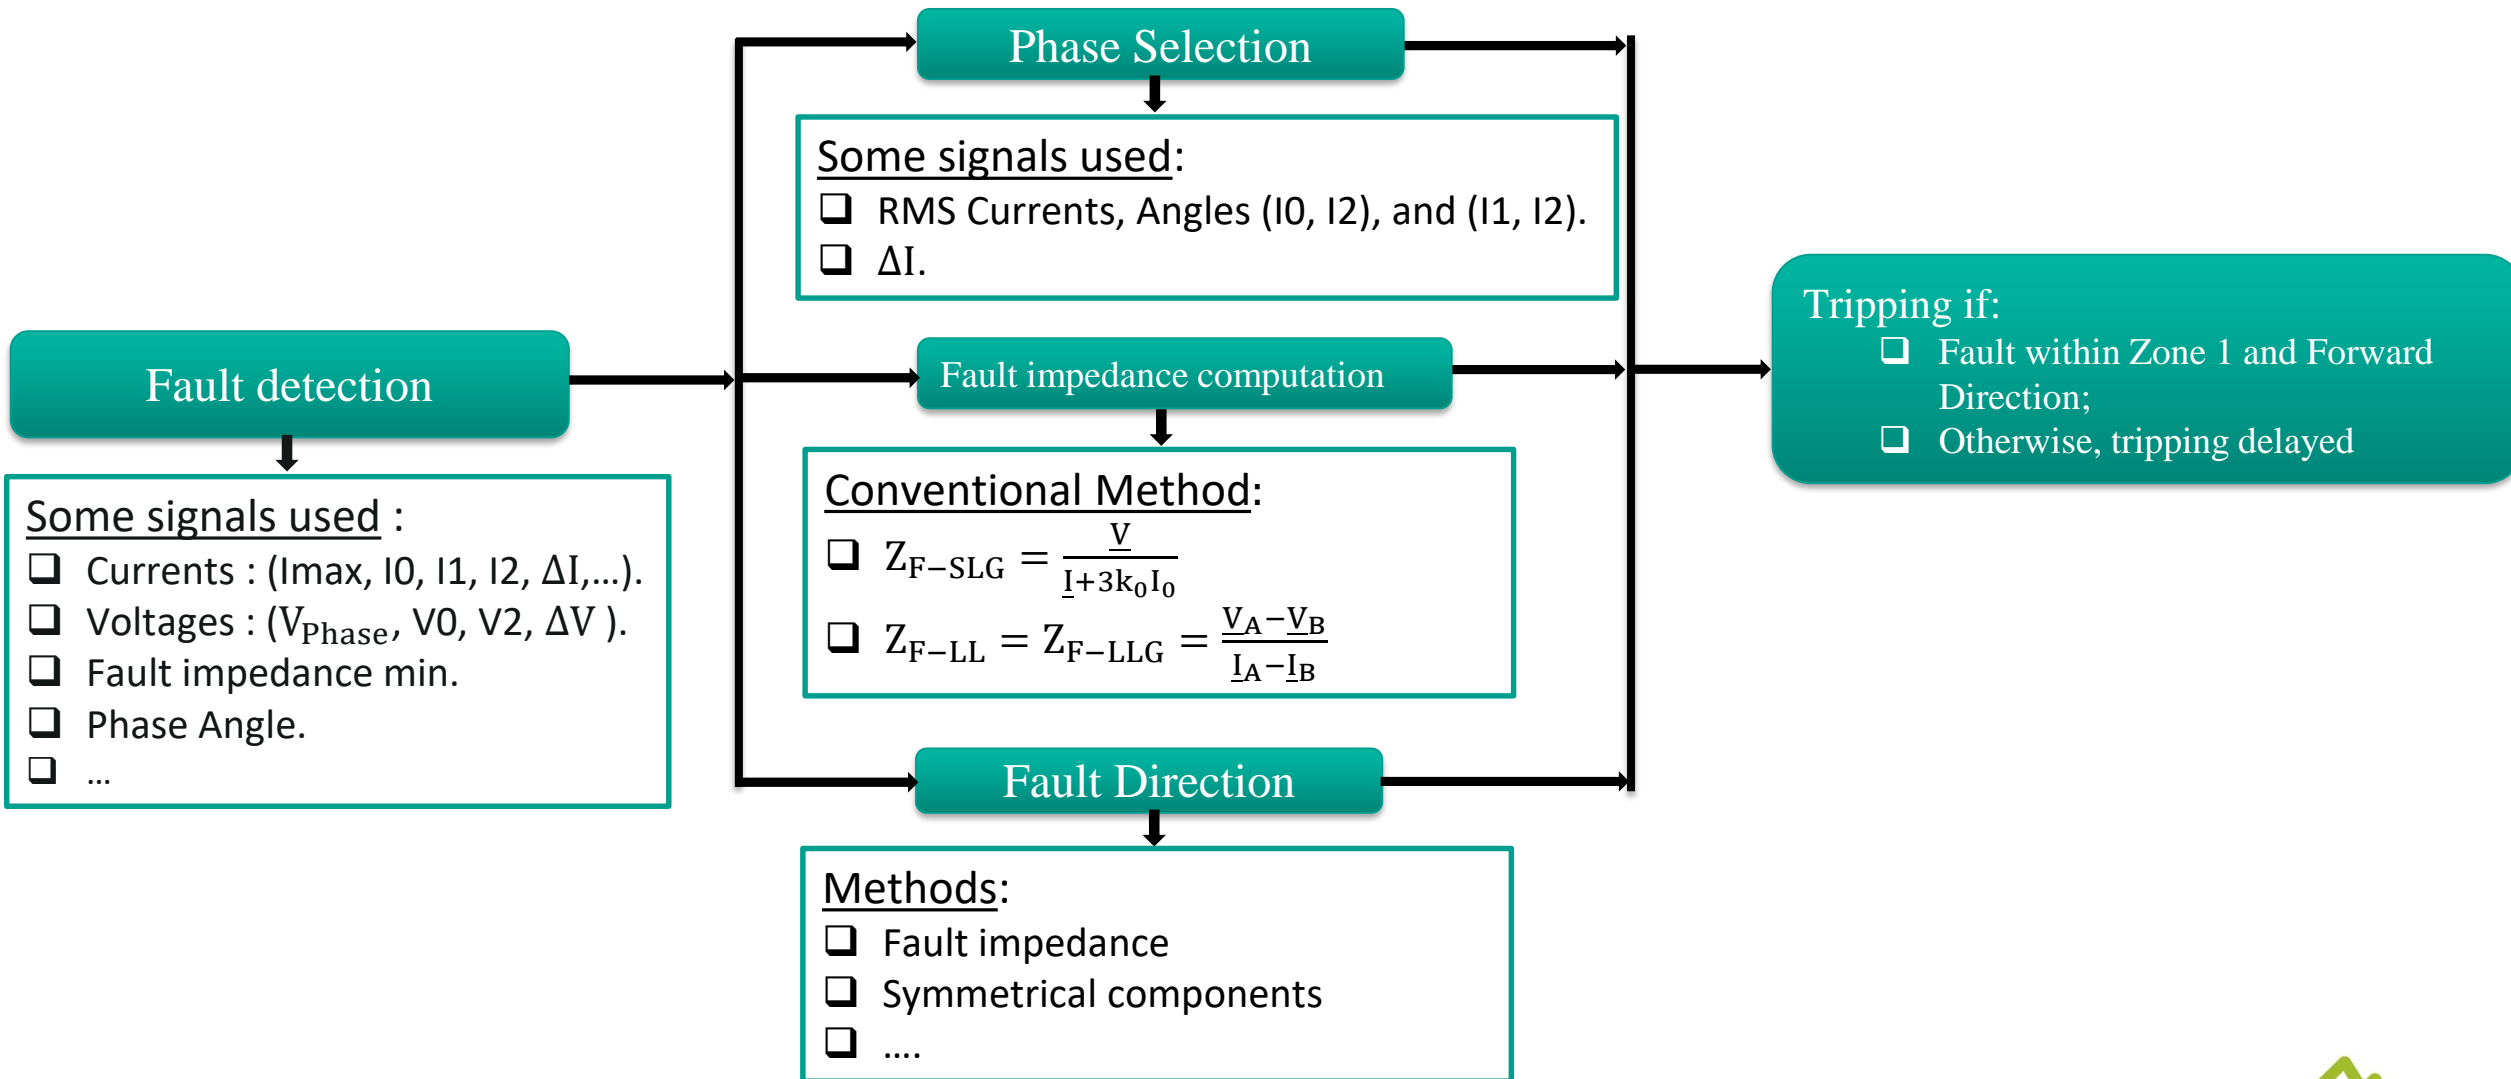 Phase Selection
Some signals used:
❑ RMS Currents, Angles (I0, I2), and (I1, I2).
❑ ΔI.
Fault detection
Some signals used :
❑ Currents : (Imax, I0, I1, I2, ΔI,...).
❑ Voltages : (V_Phase, V0, V2, ΔV ).
❑ Fault impedance min.
❑ Phase Angle.
❑ ...
Fault impedance computation
Conventional Method:
❑ Z_F−SLG = V / (I+3k_0I_0)
❑ Z_F−LL = Z_F−LLG = (V_A−V_B) / (I_A−I_B)
Fault Direction
Methods:
❑ Fault impedance
❑ Symmetrical components
❑ ....
Tripping if:
❑ Fault within Zone 1 and Forward
Direction;
❑ Otherwise, tripping delayed